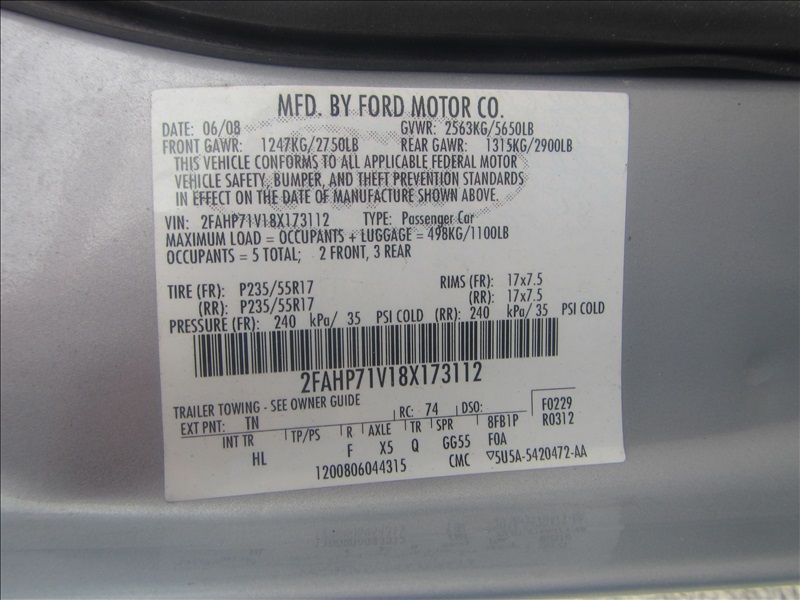 MFD. BY FORD MOTOR CO.
DATE: 06/08 GVWR: 2563KG/5650LB
FRONT GAWR: 1247KG/2750LB REAR GAWR: 1315KG/2900LB
THIS VEHICLE CONFORMS TO ALL APPLICABLE FEDERAL MOTOR
VEHICLE SAFETY, BUMPER, AND THEFT PREVENTION STANDARDS
IN EFFECT ON THE DATE OF MANUFACTURE SHOWN ABOVE.
VIN: 2FAHP71V18X173112 TYPE: Passenger Car
MAXIMUM LOAD = OCCUPANTS + LUGGAGE = 498KG/1100LB
OCCUPANTS = 5 TOTAL; 2 FRONT, 3 REAR
TIRE (FR): P235/55R17 RIMS (FR): 17x7.5
(RR): P235/55R17 (RR): 17x7.5
PRESSURE (FR): 240 kPa/ 35 PSI COLD (RR): 240 kPa/ 35 PSI COLD
2FAHP71V18X173112
TRAILER TOWING - SEE OWNER GUIDE F0229
EXT PNT: TN RC: 74 DSO: R0312
INT TR TP/PS R AXLE TR SPR 8FB1P
HL F X5 Q GG55 F0A
1200806044315 CMC ▽5U5A-5420472-AA